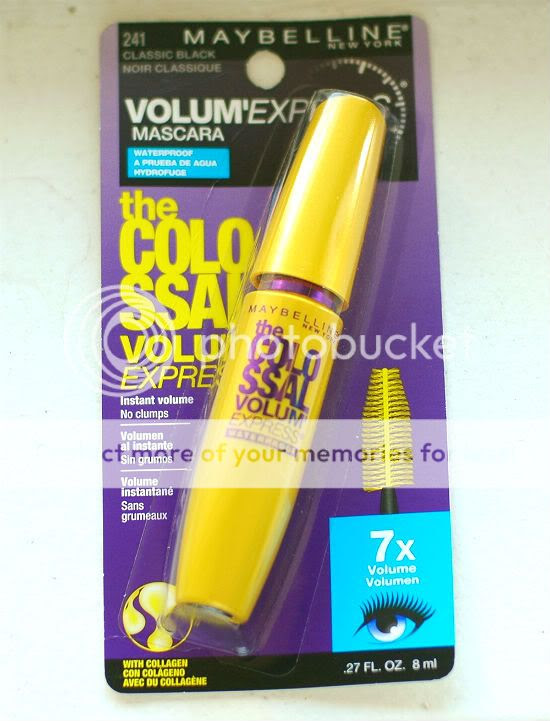 241
CLASSIC BLACK
NOIR CLASSIQUE
MAYBELLINE
NEW YORK
VOLUM'EXPRESS
MASCARA
WATERPROOF
A PRUEBA DE AGUA
HYDROFUGE
the
COLO
SSAL
VOLUM'
EXPRESS
Instant volume
No clumps
Volumen
al instante
Sin grumos
Volume
instantané
Sans
grumeaux
WITH COLLAGEN
CON COLÁGENO
AVEC DU COLLAGÈNE
MAYBELLINE
NEW YORK
the
COLO
SSAL
VOLUM'
EXPRESS
WATERPROOF
7x
Volume
Volumen
.27 FL. OZ. 8 ml
photobucket
ct more of your memories for